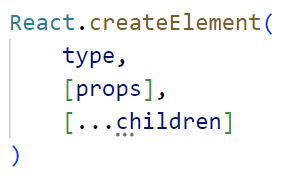 React.createElement(
    type,
    [props],
    [...children]
)